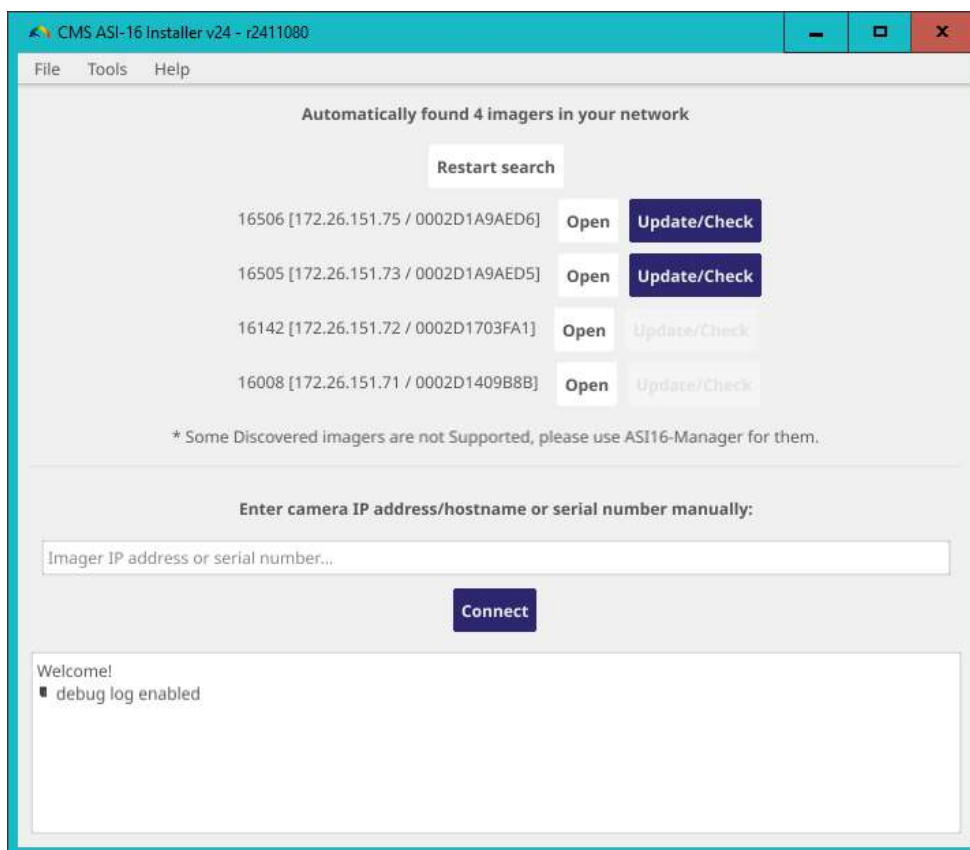 CMS ASI-16 Installer v24 - r2411080
File Tools Help
Automatically found 4 imagers in your network
Restart search
16506 [172.26.151.75 / 0002D1A9AED6] Open Update/Check
16505 [172.26.151.73 / 0002D1A9AED5] Open Update/Check
16142 [172.26.151.72 / 0002D1703FA1] Open Update/Check
16008 [172.26.151.71 / 0002D1409B8B] Open Update/Check
* Some Discovered imagers are not Supported, please use ASI16-Manager for them.
Enter camera IP address/hostname or serial number manually:
Imager IP address or serial number...
Connect
Welcome!
debug log enabled